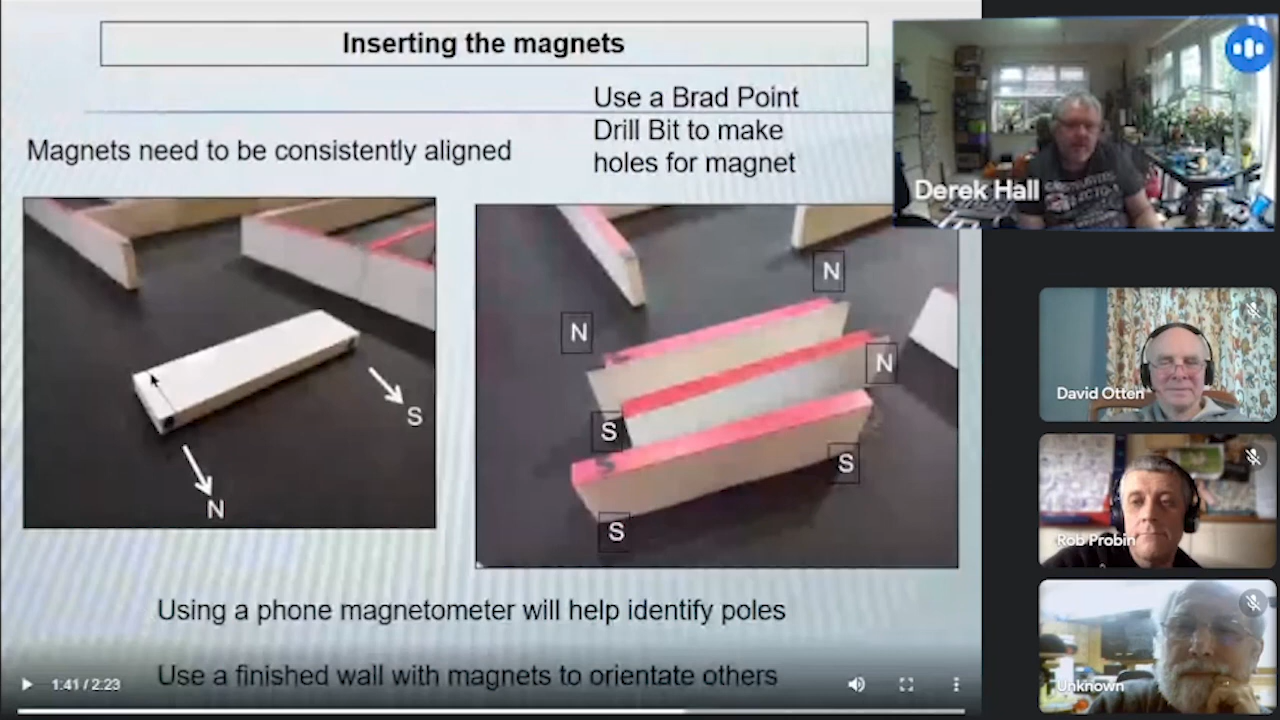 Inserting the magnets
Use a Brad Point
Drill Bit to make
holes for magnet
Magnets need to be consistently aligned
Derek Hall
N
N
N
S
S
S
S
N
S
Using a phone magnetometer will help identify poles
Use a finished wall with magnets to orientate others
1:41 / 2:23
David Otten
Rob Probin
Unknown